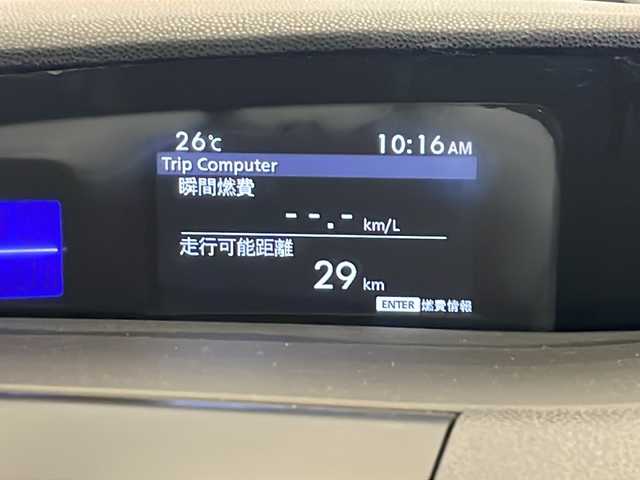 26℃ 10:16 AM
Trip Computer
瞬間燃費
--.- km/L
走行可能距離
29 km
ENTER 燃費情報